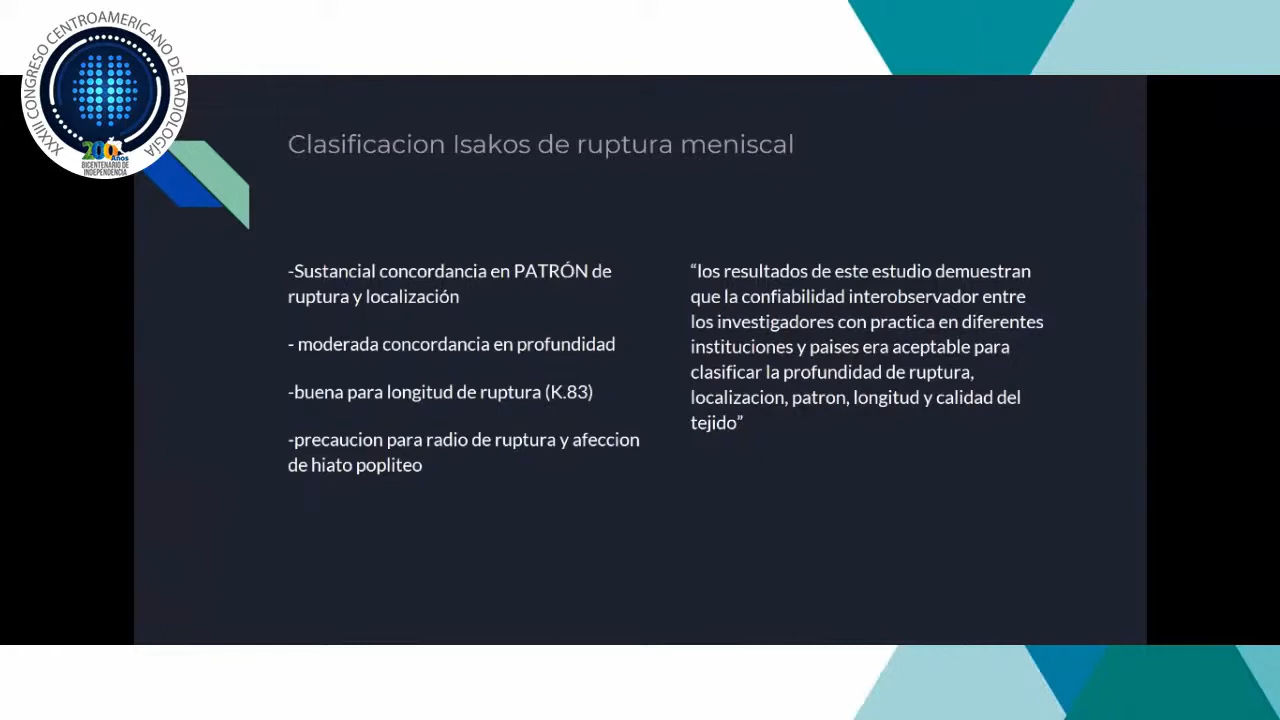 XXXIII CONGRESO CENTROAMERICANO DE RADIOLOGÍA
200 Años
BICENTENARIO DE
INDEPENDENCIA
Clasificacion Isakos de ruptura meniscal
-Sustancial concordancia en PATRÓN de
ruptura y localización
- moderada concordancia en profundidad
-buena para longitud de ruptura (K.83)
-precaucion para radio de ruptura y afeccion
de hiato popliteo
“los resultados de este estudio demuestran
que la confiabilidad interobservador entre
los investigadores con practica en diferentes
instituciones y paises era aceptable para
clasificar la profundidad de ruptura,
localizacion, patron, longitud y calidad del
tejido”